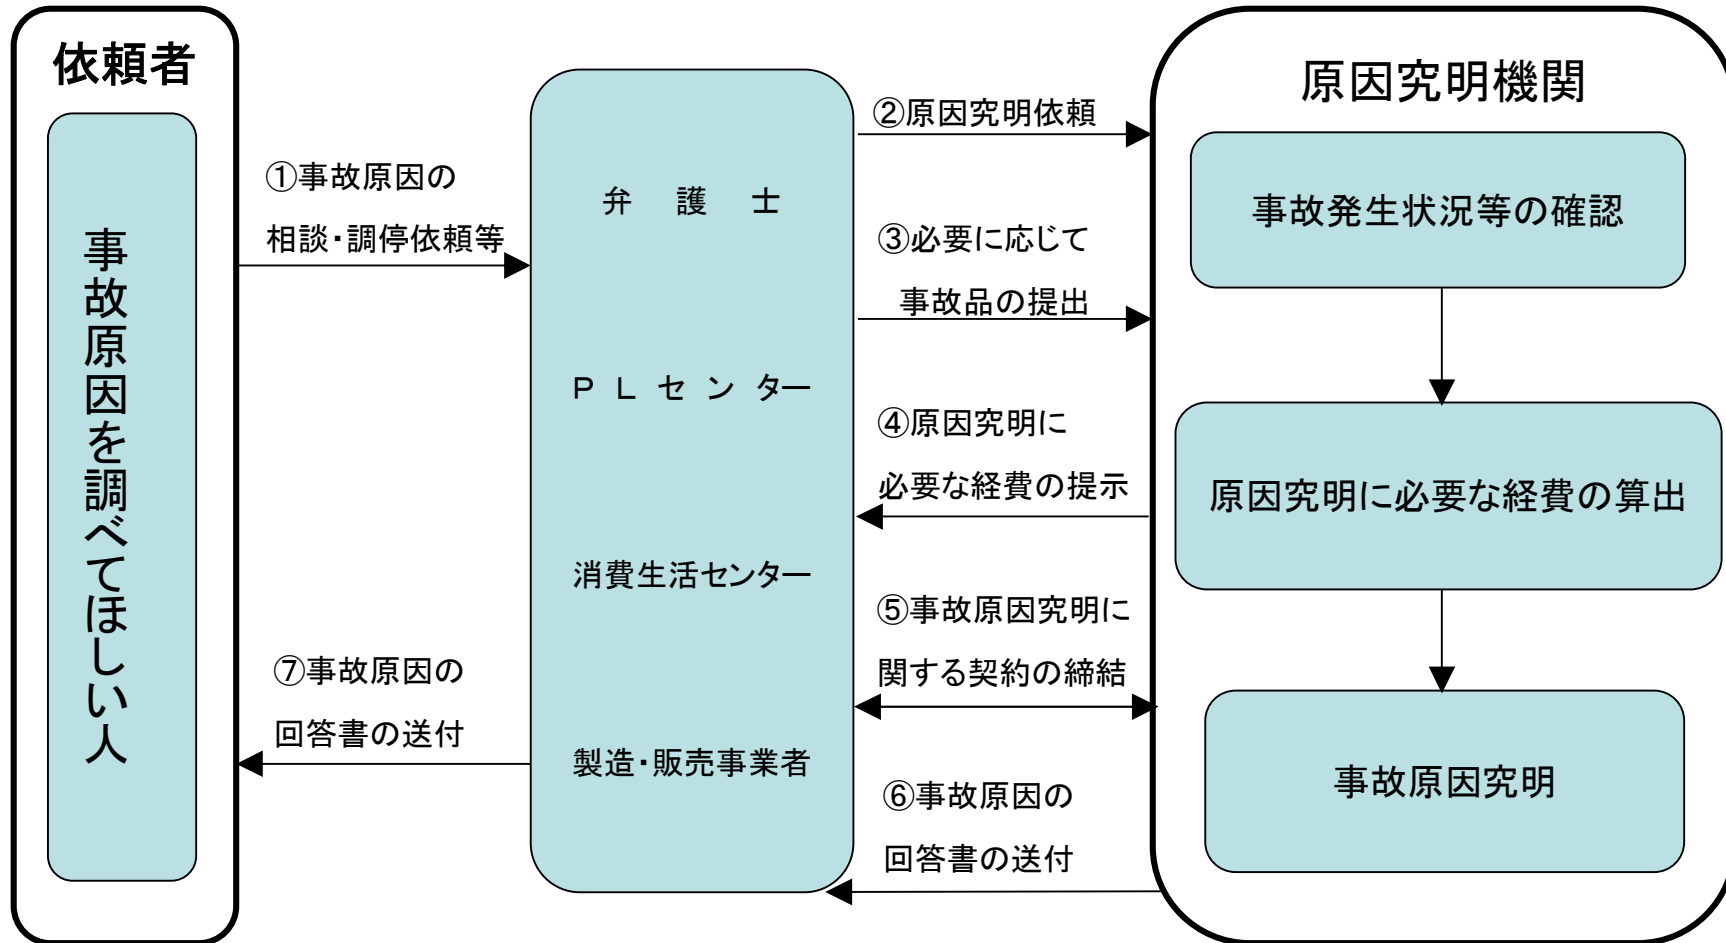 依頼者
事故原因を調べてほしい人
①事故原因の
相談・調停依頼等
⑦事故原因の
回答書の送付
弁護士
PLセンター
消費生活センター
製造・販売事業者
②原因究明依頼
③必要に応じて
事故品の提出
④原因究明に
必要な経費の提示
⑤事故原因究明に
関する契約の締結
⑥事故原因の
回答書の送付
原因究明機関
事故発生状況等の確認
原因究明に必要な経費の算出
事故原因究明